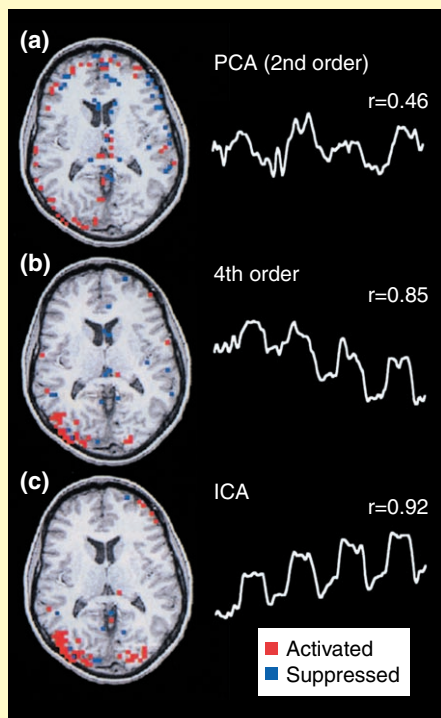 (a)
PCA (2nd order)
r=0.46
(b)
4th order
r=0.85
(c)
ICA
r=0.92
Activated
Suppressed